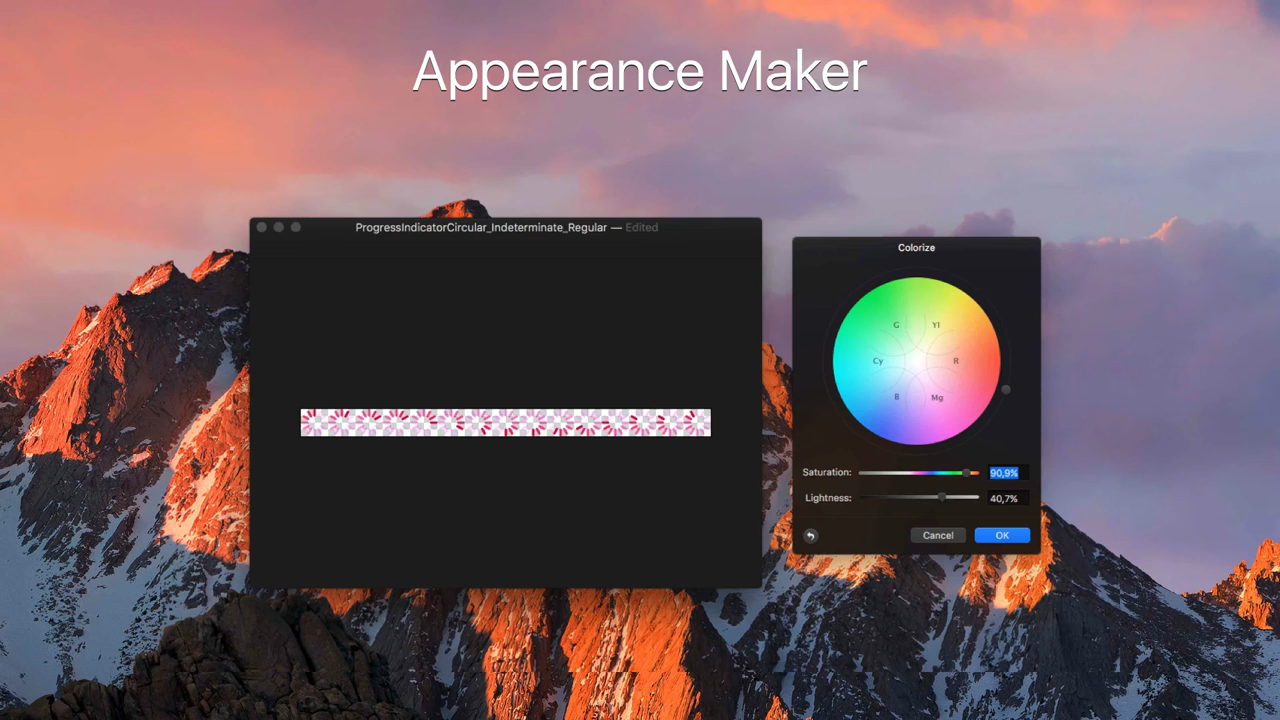 Appearance Maker
ProgressIndicatorCircular_Indeterminate_Regular — Edited
Colorize
G
Yl
Cy
R
B
Mg
Saturation:
90,9%
Lightness:
40,7%
Cancel
OK